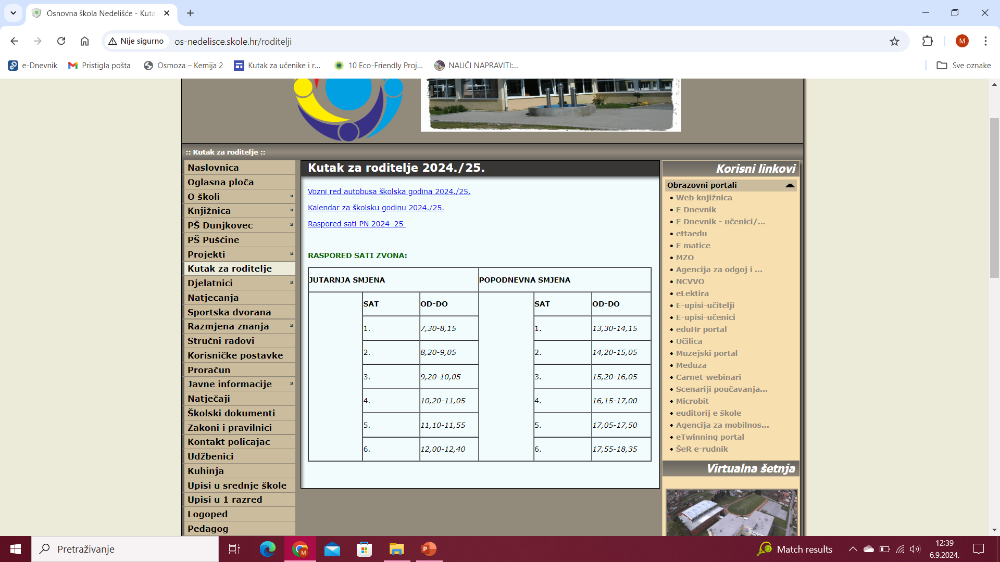 Osnovna škola Nedelišće - Kuta
Nije sigurno
os-nedelisce.skole.hr/roditelji
M
e-Dnevnik
Pristigla pošta
Osmoza – Kemija 2
Kutak za učenike i r...
10 Eco-Friendly Proj...
NAUČI NAPRAVITI:...
Sve oznake
:: Kutak za roditelje ::
Naslovnica
Oglasna ploča
O školi
Knjižnica
PŠ Dunjkovec
PŠ Pušćine
Projekti
Kutak za roditelje
Djelatnici
Natjecanja
Sportska dvorana
Razmjena znanja
Stručni radovi
Korisničke postavke
Proračun
Javne informacije
Natječaji
Školski dokumenti
Zakoni i pravilnici
Kontakt policajac
Udžbenici
Kuhinja
Upisi u srednje škole
Upisi u 1 razred
Logoped
Pedagog
Kutak za roditelje 2024./25.
Vozni red autobusa školska godina 2024./25.
Kalendar za školsku godinu 2024./25.
Raspored sati PN 2024_25
RASPORED SATI ZVONA:
JUTARNJA SMJENA POPODNEVNA SMJENA
SAT OD-DO SAT OD-DO
1. 7,30-8,15 1. 13,30-14,15
2. 8,20-9,05 2. 14,20-15,05
3. 9,20-10,05 3. 15,20-16,05
4. 10,20-11,05 4. 16,15-17,00
5. 11,10-11,55 5. 17,05-17,50
6. 12,00-12,40 6. 17,55-18,35
Korisni linkovi
Obrazovni portali
Web knjižnica
E Dnevnik
E Dnevnik - učenici/...
ettaedu
E matice
MZO
Agencija za odgoj i ...
NCVVO
eLektira
E-upisi-učitelji
E-upisi-učenici
eduHr portal
Učilica
Muzejski portal
Meduza
Carnet-webinari
Scenariji poučavanja...
Microbit
euditorij e škole
Agencija za mobilnos...
eTwinning portal
ŠeR e-rudnik
Virtualna šetnja
Pretraživanje
Match results
12:39
6.9.2024.